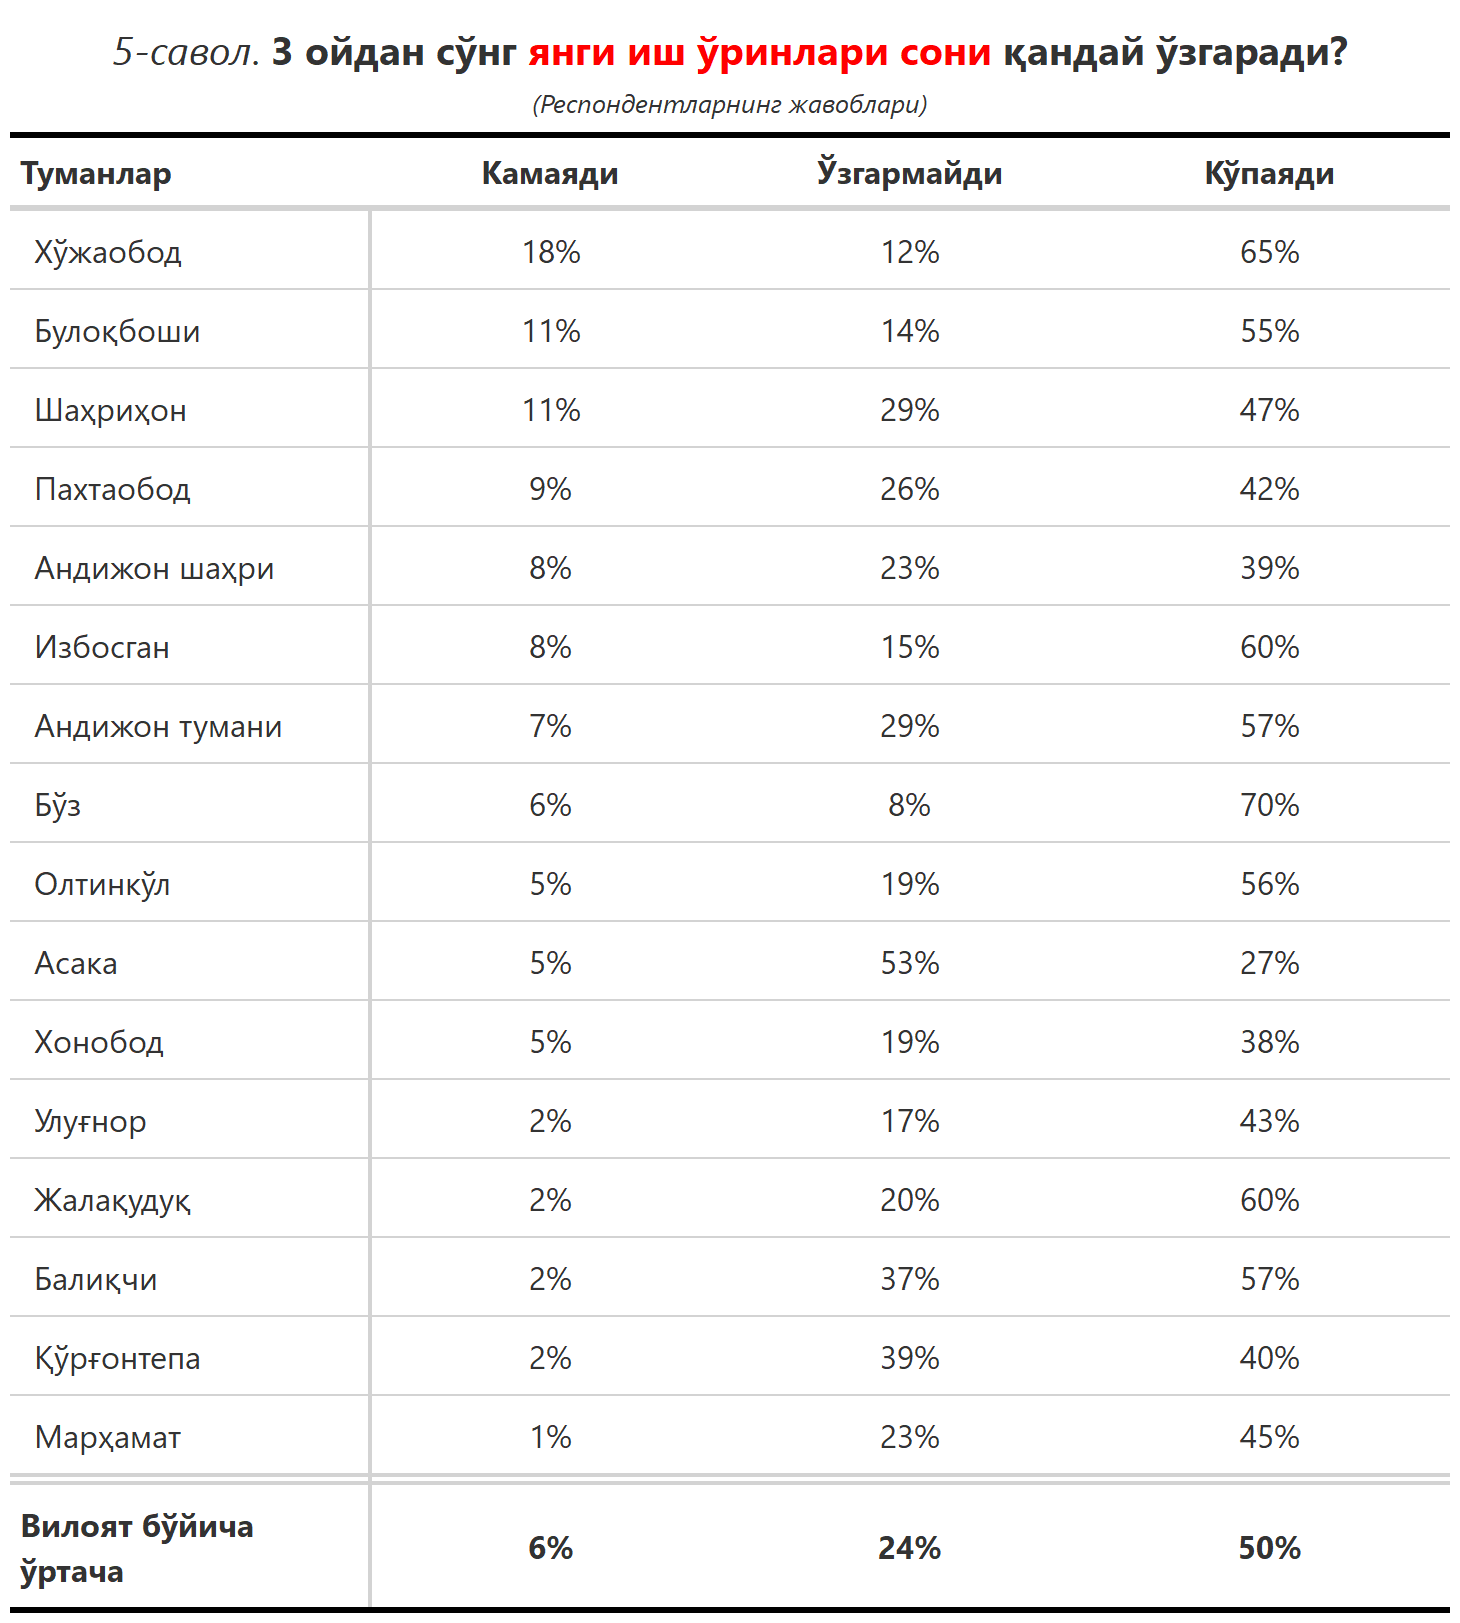 5-савол. 3 ойдан сўнг янги иш ўринлари сони қандай ўзгаради?
(Респондентларнинг жавоблари)
Туманлар Камаяди Ўзгармайди Кўпаяди
Хўжаобод 18% 12% 65%
Булоқбоши 11% 14% 55%
Шаҳриҳон 11% 29% 47%
Пахтаобод 9% 26% 42%
Андижон шаҳри 8% 23% 39%
Избосган 8% 15% 60%
Андижон тумани 7% 29% 57%
Бўз 6% 8% 70%
Олтинкўл 5% 19% 56%
Асака 5% 53% 27%
Хонобод 5% 19% 38%
Улуғнор 2% 17% 43%
Жалақудуқ 2% 20% 60%
Балиқчи 2% 37% 57%
Қўрғонтепа 2% 39% 40%
Марҳамат 1% 23% 45%
Вилоят бўйича
ўртача 6% 24% 50%